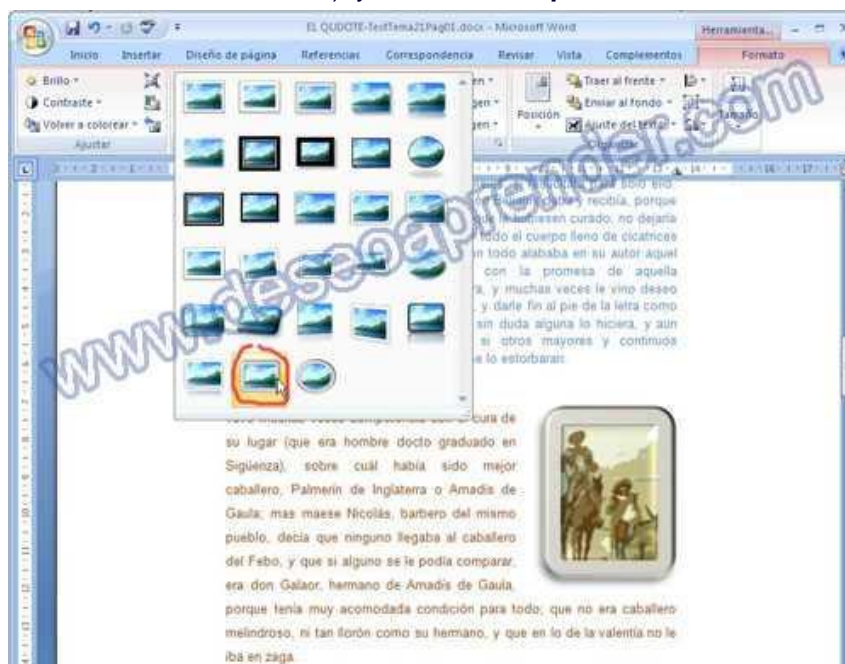 EL QUIJOTE-TestTema21Pag01.docx - Microsoft Word
Herramienta...
Inicio Insertar Diseño de página Referencias Correspondencia Revisar Vista Complementos Formato
Brillo
Contraste
Volver a colorear
Ajustar
Posición
Traer al frente
Enviar al fondo
Ajuste del texto
Tamaño
Organizar
y recibía, porque
curado, no dejaría
todo el cuerpo lleno de cicatrices
todo alababa en su autor aquel
con la promesa de aquella
y muchas veces le vino deseo
y darle fin al pie de la letra como
sin duda alguna lo hiciera, y aun
si otros mayores y continuos
lo estorbaran.
cura de
su lugar (que era hombre docto graduado en
Sigüenza), sobre cuál había sido mejor
caballero, Palmerín de Inglaterra o Amadís de
Gaula; mas maese Nicolás, barbero del mismo
pueblo, decía que ninguno llegaba al caballero
del Febo, y que si alguno se le podía comparar,
era don Galaor, hermano de Amadís de Gaula,
porque tenía muy acomodada condición para todo; que no era caballero
melindroso, ni tan llorón como su hermano, y que en lo de la valentía no le
iba en zaga.
www.deseoaprender.com